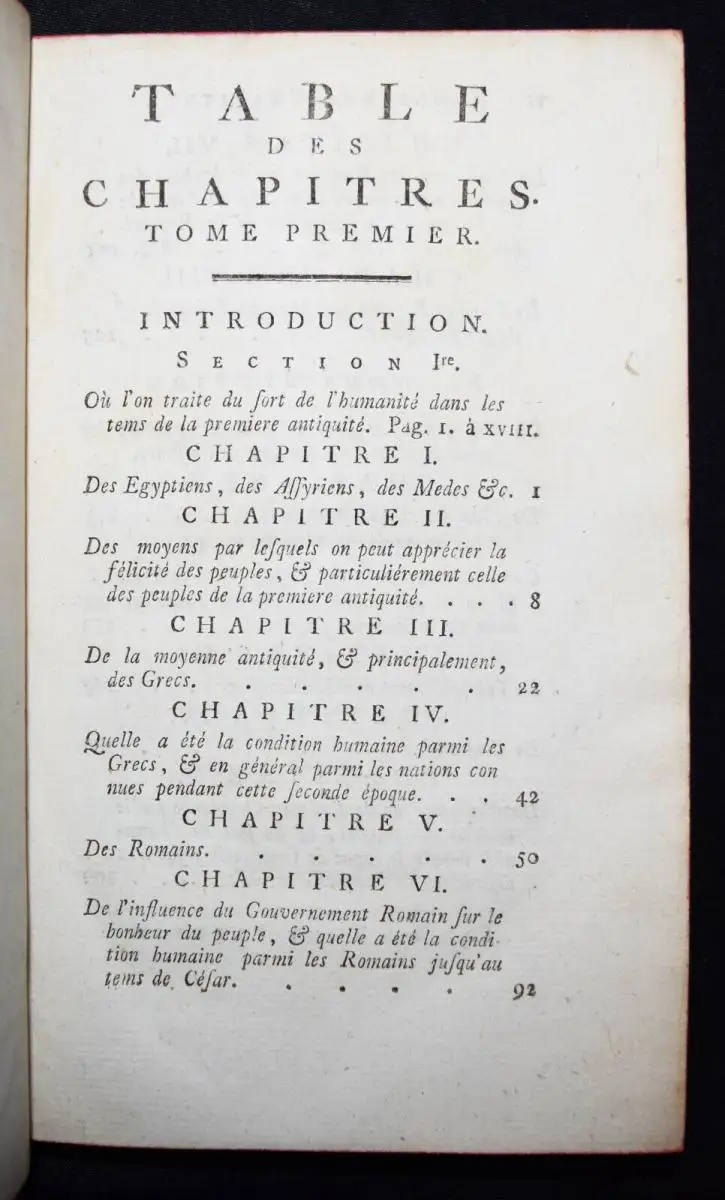 TABLE
DES
CHAPITRES.
TOME PREMIER.
INTRODUCTION.
SECTION Ire.
Où l'on traite du ſort de l'humanité dans les
tems de la premiere antiquité. Pag. I. à XVIII.
CHAPITRE I.
Des Egyptiens, des Aſſyriens, des Medes &c. 1
CHAPITRE II.
Des moyens par leſquels on peut apprécier la
félicité des peuples, & particuliérement celle
des peuples de la premiere antiquité. . . . 8
CHAPITRE III.
De la moyenne antiquité, & principalement,
des Grecs. . . . . . 22
CHAPITRE IV.
Quelle a été la condition humaine parmi les
Grecs, & en général parmi les nations con
nues pendant cette ſeconde époque. . . 42
CHAPITRE V.
Des Romains. . . . . . 50
CHAPITRE VI.
De l'influence du Gouvernement Romain ſur le
bonheur du peuple, & quelle a été la condi-
tion humaine parmi les Romains juſqu'au
tems de Céſar. . . . . 92